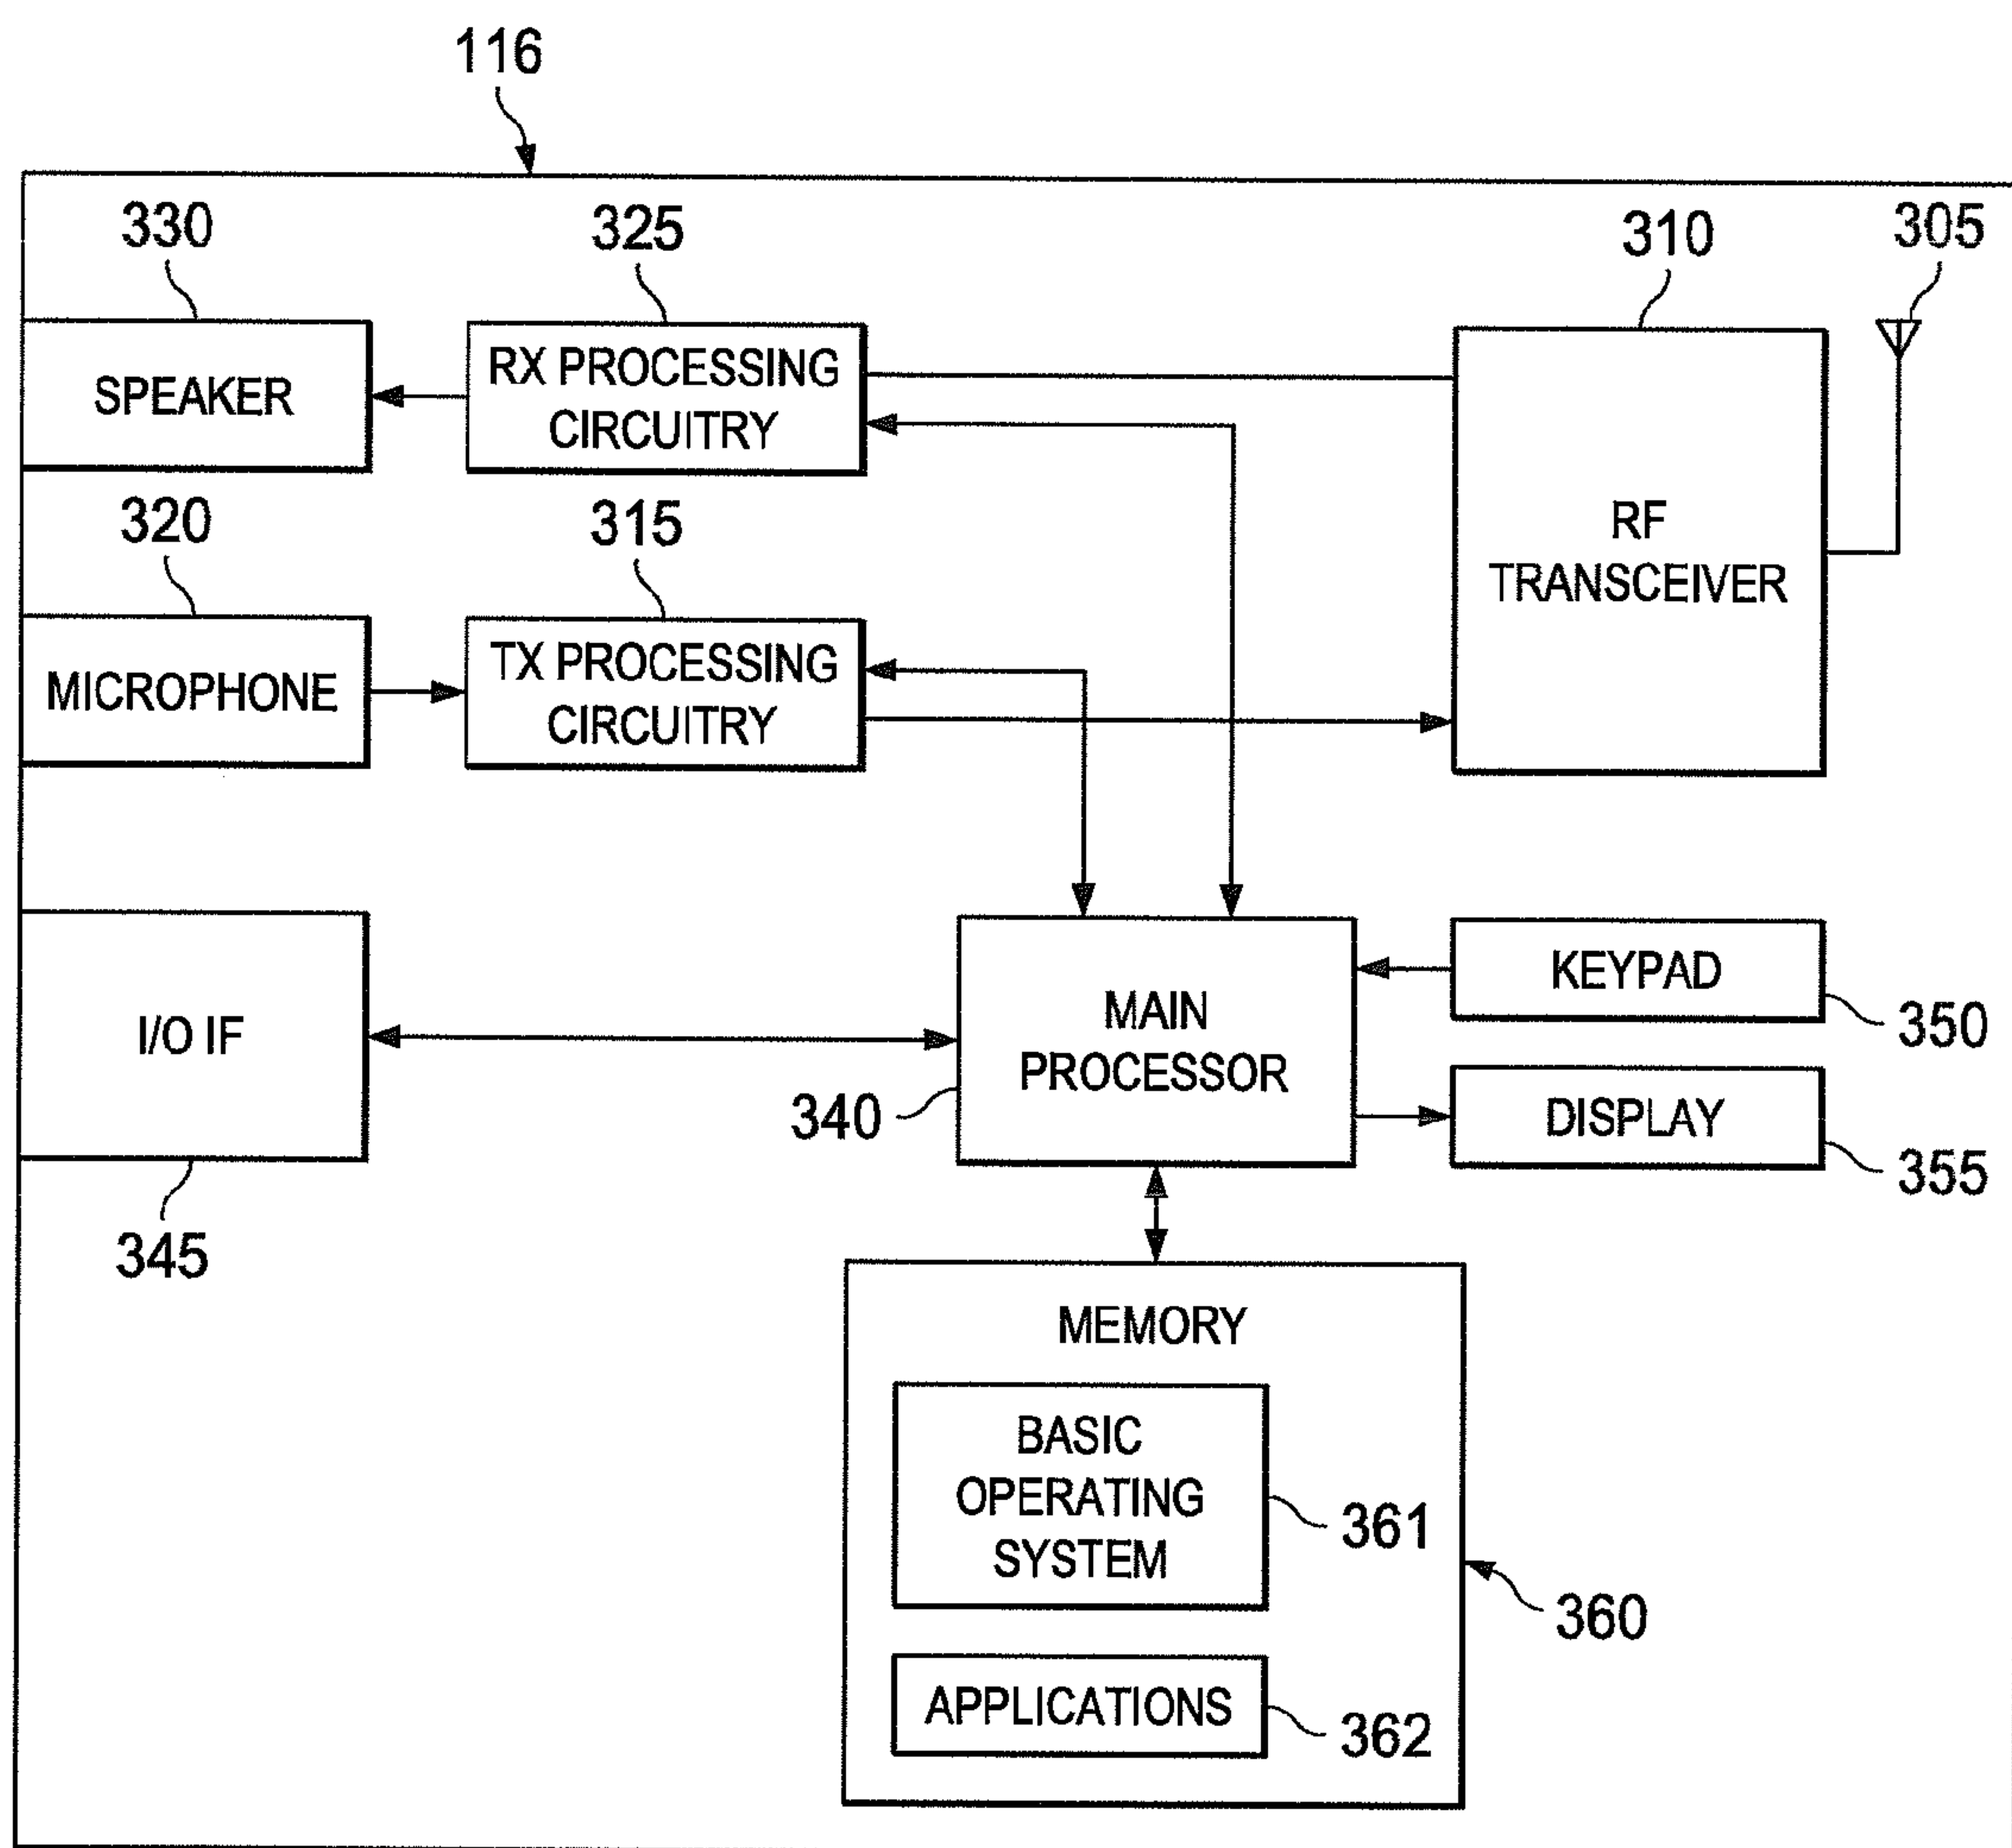 116
330
325
310
305
SPEAKER
RX PROCESSING
CIRCUITRY
RF
TRANSCEIVER
320
315
MICROPHONE
TX PROCESSING
CIRCUITRY
I/O IF
345
MAIN
PROCESSOR
340
KEYPAD
350
DISPLAY
355
MEMORY
BASIC
OPERATING
SYSTEM
361
360
APPLICATIONS
362